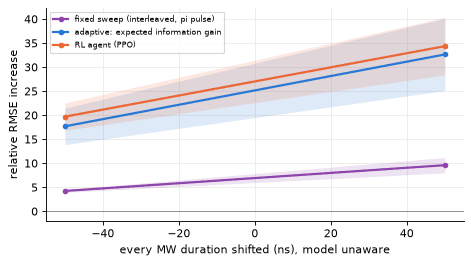 fixed sweep (interleaved, pi pulse)
adaptive: expected information gain
RL agent (PPO)
relative RMSE increase
40
35
30
25
20
15
10
5
0
−40
−20
0
20
40
every MW duration shifted (ns), model unaware